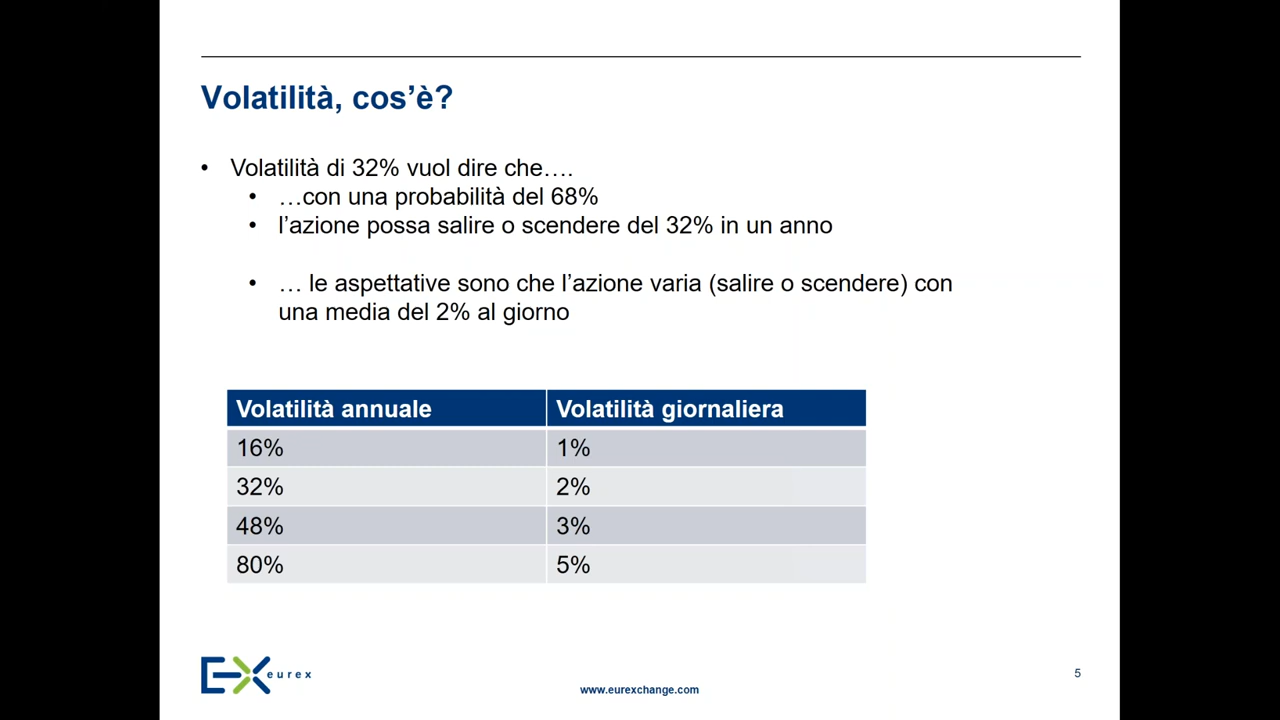 Volatilità, cos’è?
• Volatilità di 32% vuol dire che….
• …con una probabilità del 68%
• l’azione possa salire o scendere del 32% in un anno
• … le aspettative sono che l’azione varia (salire o scendere) con
una media del 2% al giorno
Volatilità annuale Volatilità giornaliera
16% 1%
32% 2%
48% 3%
80% 5%
EX eurex
www.eurexchange.com
5